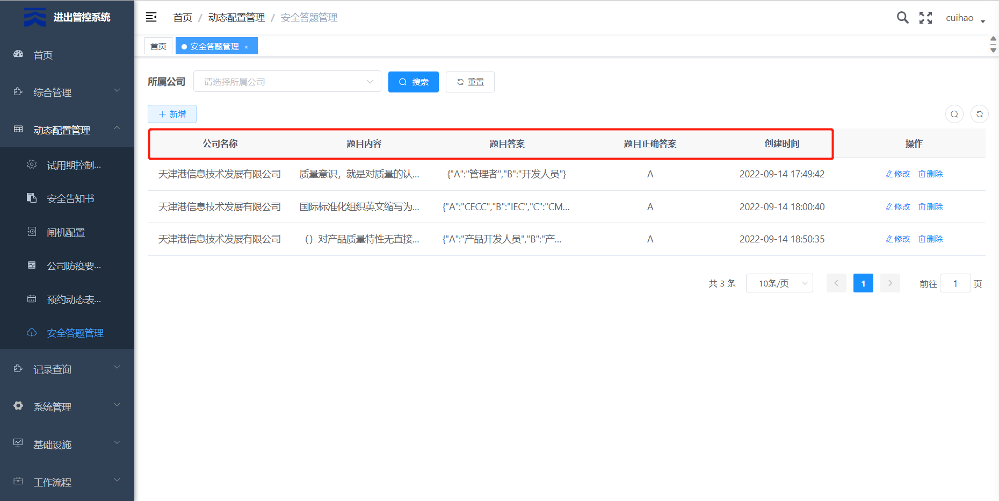 进出管控系统
首页
综合管理
动态配置管理
试用期控制...
安全告知书
闸机配置
公司防疫要...
预约动态表...
安全答题管理
记录查询
系统管理
基础设施
工作流程
首页 / 动态配置管理 / 安全答题管理
cuihao
首页
安全答题管理 ×
所属公司 请选择所属公司 搜索 重置
新增
公司名称 题目内容 题目答案 题目正确答案 创建时间 操作
天津港信息技术发展有限公司 质量意识，就是对质量的认... {"A":"管理者","B":"开发人员"} A 2022-09-14 17:49:42 修改 删除
天津港信息技术发展有限公司 国际标准化组织英文缩写为... {"A":"CECC","B":"IEC","C":"CM... A 2022-09-14 18:00:40 修改 删除
天津港信息技术发展有限公司 （）对产品质量特性无直接... {"A":"产品开发人员","B":"产... A 2022-09-14 18:50:35 修改 删除
共 3 条 10条/页 1 前往 1 页